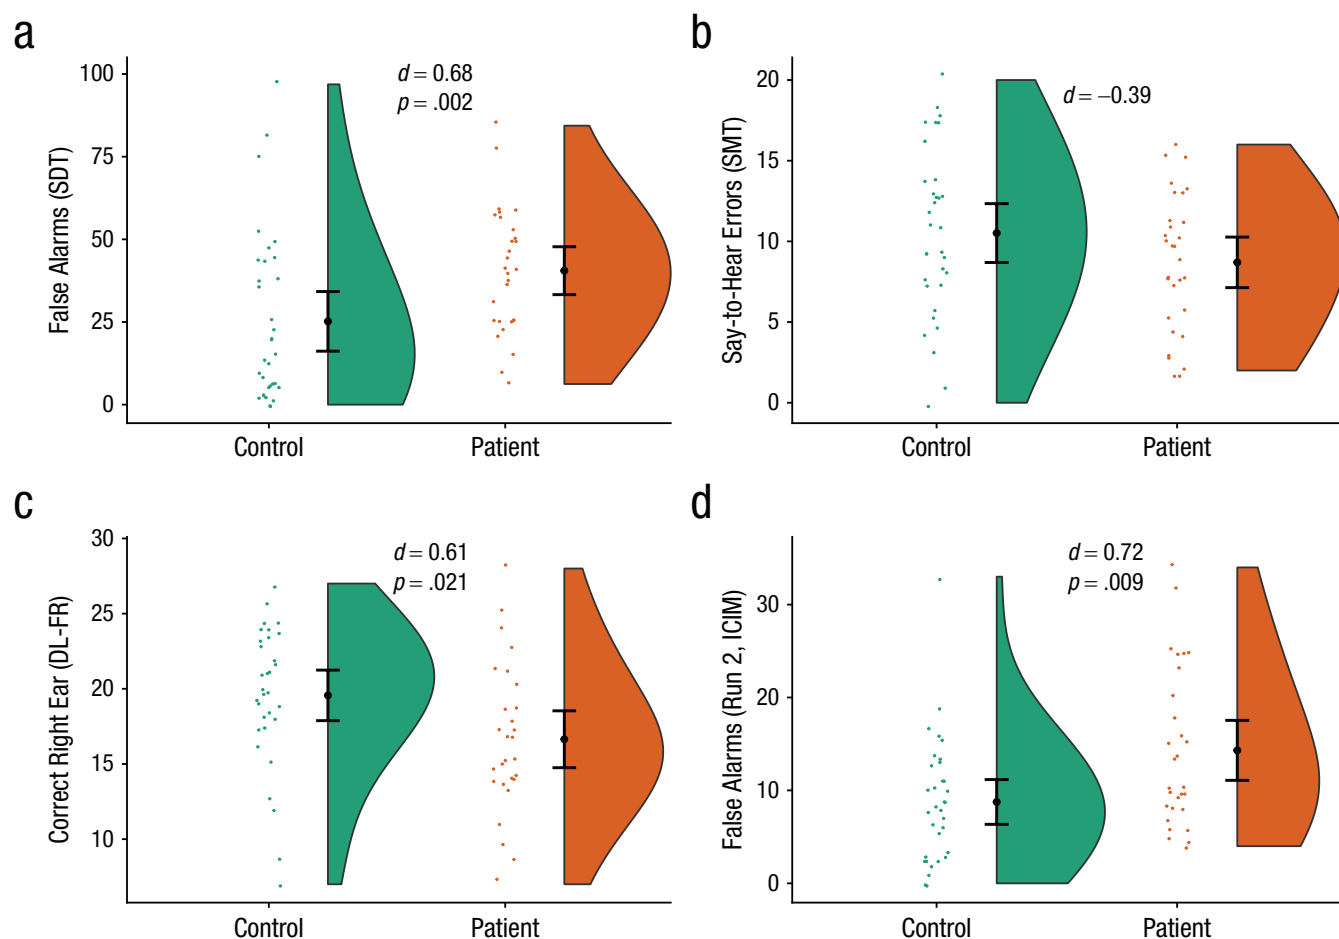 a
False Alarms (SDT)
100
75
50
25
0
d = 0.68
p = .002
Control
Patient
b
Say-to-Hear Errors (SMT)
20
15
10
5
0
d = −0.39
Control
Patient
c
Correct Right Ear (DL-FR)
30
25
20
15
10
d = 0.61
p = .021
Control
Patient
d
False Alarms (Run 2, ICIM)
30
20
10
0
d = 0.72
p = .009
Control
Patient